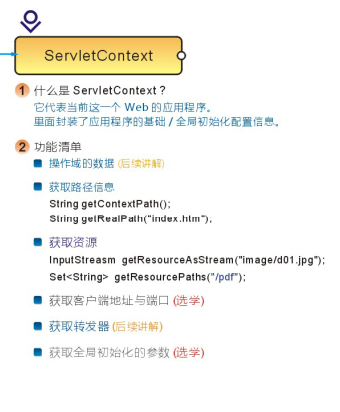 ServletContext
1 什么是 ServletContext ?
它代表当前这一个 Web 的应用程序。
里面封装了应用程序的基础 / 全局初始化配置信息。
2 功能清单
操作域的数据 (后续讲解)
获取路径信息
String getContextPath();
String getRealPath("index.htm");
获取资源
InputStreasm getResourceAsStream("image/d01.jpg");
Set<String> getResourcePaths("/pdf");
获取客户端地址与端口 (选学)
获取转发器 (后续讲解)
获取全局初始化的参数 (选学)